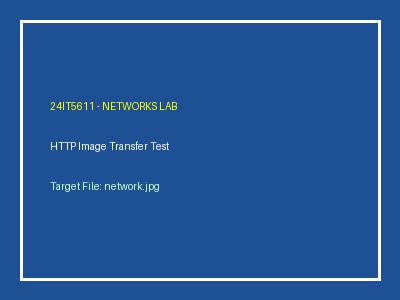 24IT5611 - NETWORKS LAB
HTTP Image Transfer Test
Target File: network.jpg